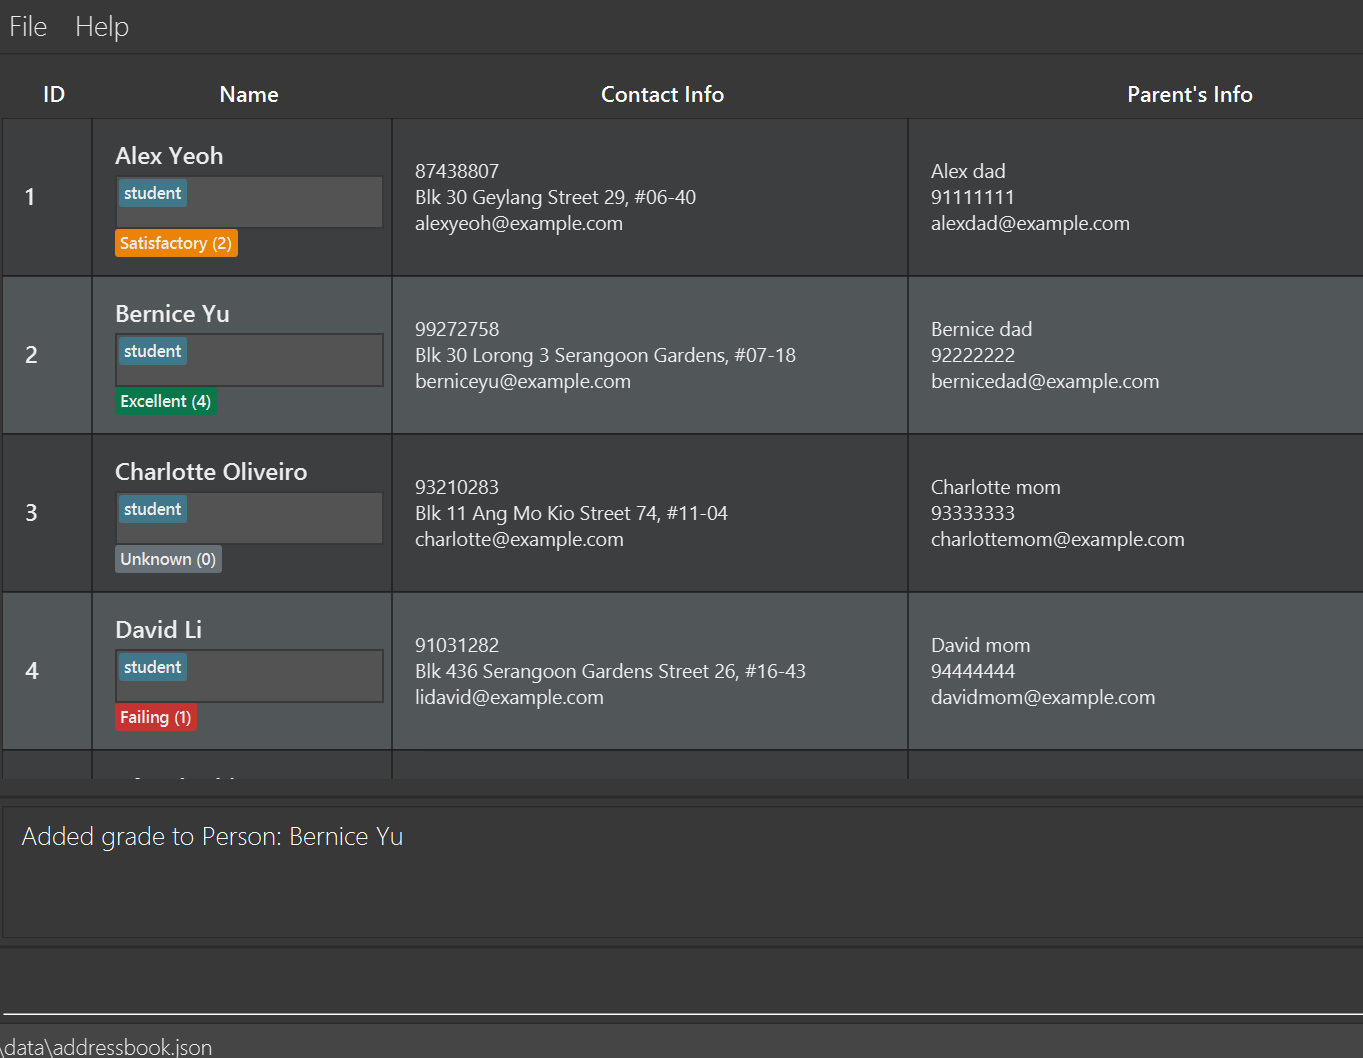 File Help
ID Name Contact Info Parent's Info
1
Alex Yeoh
student
Satisfactory (2)
87438807
Blk 30 Geylang Street 29, #06-40
alexyeoh@example.com
Alex dad
91111111
alexdad@example.com
2
Bernice Yu
student
Excellent (4)
99272758
Blk 30 Lorong 3 Serangoon Gardens, #07-18
berniceyu@example.com
Bernice dad
92222222
bernicedad@example.com
3
Charlotte Oliveiro
student
Unknown (0)
93210283
Blk 11 Ang Mo Kio Street 74, #11-04
charlotte@example.com
Charlotte mom
93333333
charlottemom@example.com
4
David Li
student
Failing (1)
91031282
Blk 436 Serangoon Gardens Street 26, #16-43
lidavid@example.com
David mom
94444444
davidmom@example.com
Added grade to Person: Bernice Yu
\data\addressbook.json